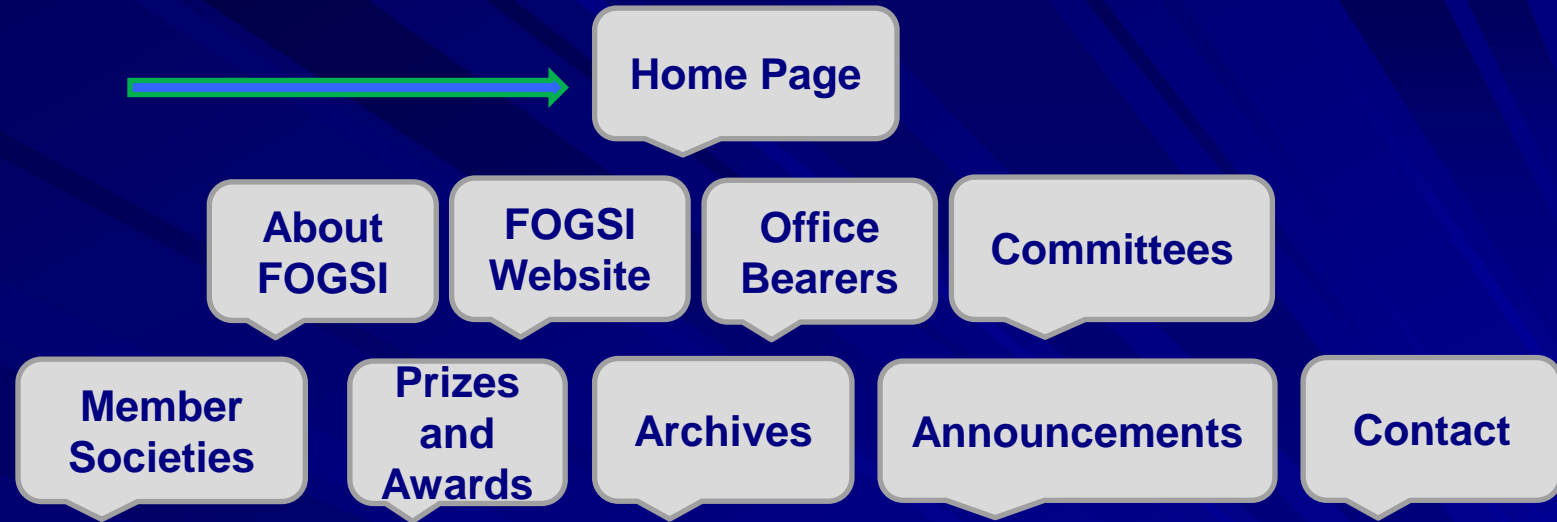 Home Page
About
FOGSI
FOGSI
Website
Office
Bearers
Committees
Member
Societies
Prizes
and
Awards
Archives
Announcements
Contact